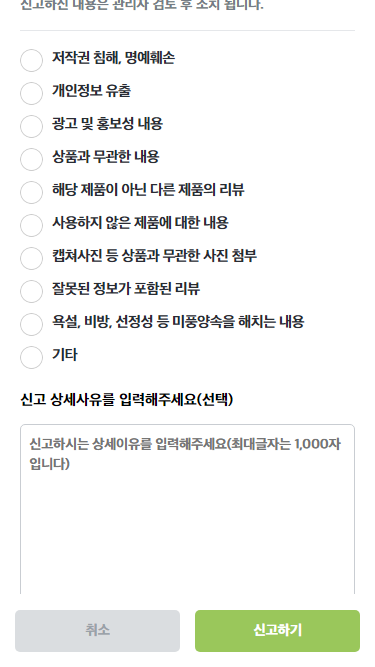 신고하신 내용은 관리자 검토 후 조치 됩니다.
저작권 침해, 명예훼손
개인정보 유출
광고 및 홍보성 내용
상품과 무관한 내용
해당 제품이 아닌 다른 제품의 리뷰
사용하지 않은 제품에 대한 내용
캡쳐사진 등 상품과 무관한 사진 첨부
잘못된 정보가 포함된 리뷰
욕설, 비방, 선정성 등 미풍양속을 해치는 내용
기타
신고 상세사유를 입력해주세요(선택)
신고하시는 상세이유를 입력해주세요(최대글자는 1,000자
입니다)
취소
신고하기